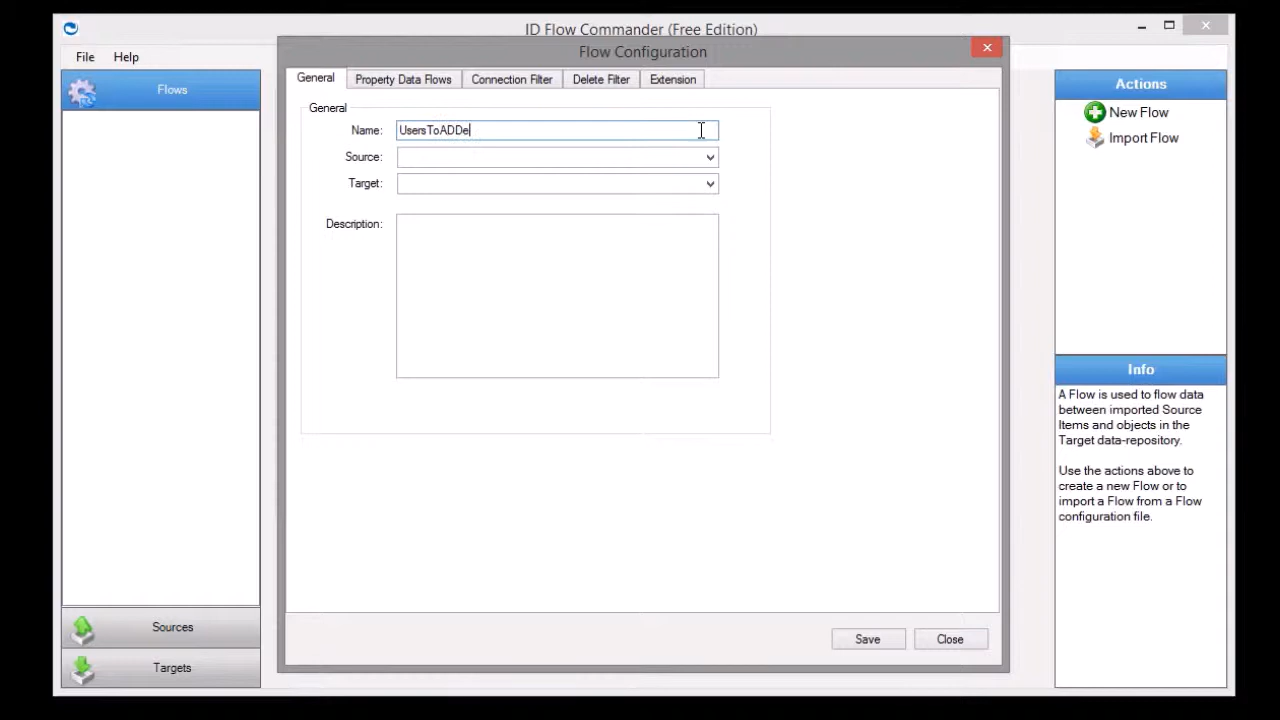 ID Flow Commander (Free Edition)
File Help
Flow Configuration
Flows
General Property Data Flows Connection Filter Delete Filter Extension
General
Name: UsersToADDe
Source:
Target:
Description:
Save Close
Sources
Targets
Actions
New Flow
Import Flow
Info
A Flow is used to flow data
between imported Source
Items and objects in the
Target data-repository.
Use the actions above to
create a new Flow or to
import a Flow from a Flow
configuration file.